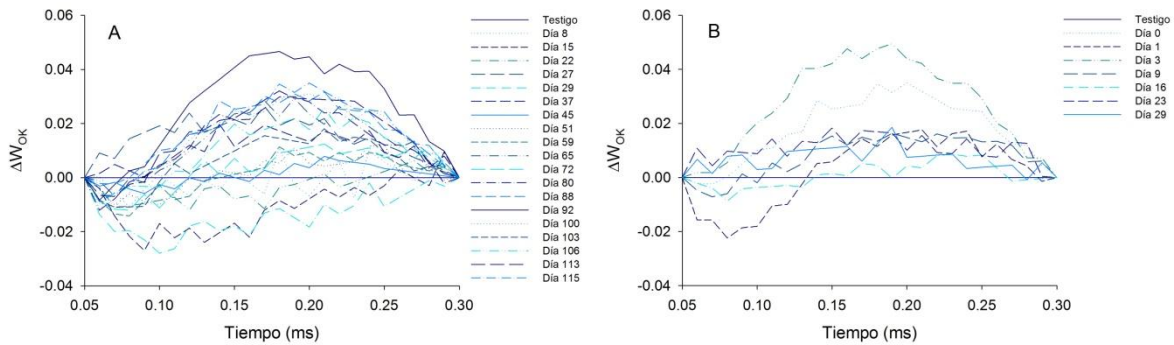 A
0.06
0.04
0.02
0.00
-0.02
-0.04
ΔW_OK
0.05
0.10
0.15
0.20
0.25
0.30
Tiempo (ms)
Testigo
Día 8
Día 15
Día 22
Día 27
Día 29
Día 37
Día 45
Día 51
Día 59
Día 65
Día 72
Día 80
Día 88
Día 92
Día 100
Día 103
Día 106
Día 113
Día 115
B
0.06
0.04
0.02
0.00
-0.02
-0.04
ΔW_OK
0.05
0.10
0.15
0.20
0.25
0.30
Tiempo (ms)
Testigo
Día 0
Día 1
Día 3
Día 9
Día 16
Día 23
Día 29